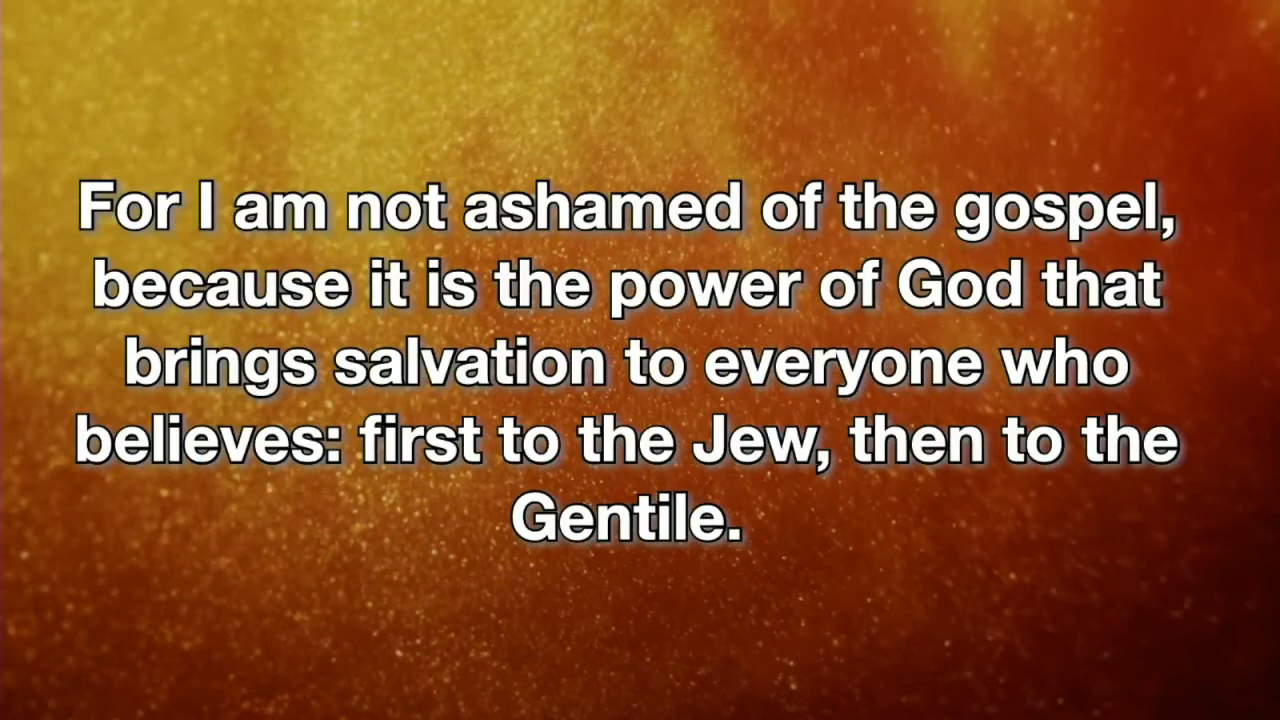 For I am not ashamed of the gospel,
because it is the power of God that
brings salvation to everyone who
believes: first to the Jew, then to the
Gentile.